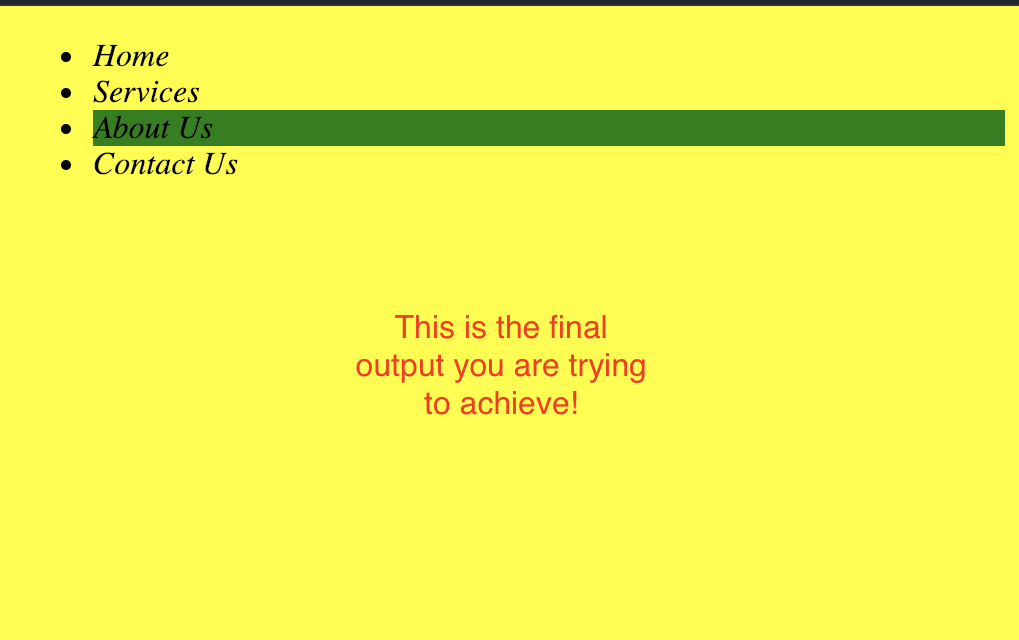 Home
Services
About Us
Contact Us
This is the final
output you are trying
to achieve!